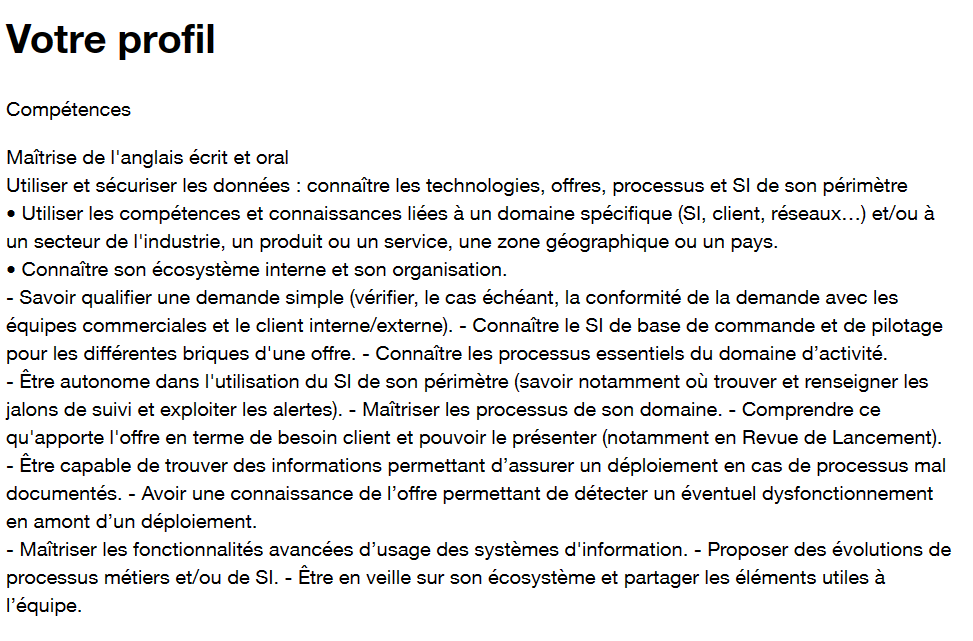 Votre profil
Compétences
Maîtrise de l'anglais écrit et oral
Utiliser et sécuriser les données : connaître les technologies, offres, processus et SI de son périmètre
• Utiliser les compétences et connaissances liées à un domaine spécifique (SI, client, réseaux…) et/ou à
un secteur de l'industrie, un produit ou un service, une zone géographique ou un pays.
• Connaître son écosystème interne et son organisation.
- Savoir qualifier une demande simple (vérifier, le cas échéant, la conformité de la demande avec les
équipes commerciales et le client interne/externe). - Connaître le SI de base de commande et de pilotage
pour les différentes briques d'une offre. - Connaître les processus essentiels du domaine d’activité.
- Être autonome dans l'utilisation du SI de son périmètre (savoir notamment où trouver et renseigner les
jalons de suivi et exploiter les alertes). - Maîtriser les processus de son domaine. - Comprendre ce
qu'apporte l'offre en terme de besoin client et pouvoir le présenter (notamment en Revue de Lancement).
- Être capable de trouver des informations permettant d’assurer un déploiement en cas de processus mal
documentés. - Avoir une connaissance de l’offre permettant de détecter un éventuel dysfonctionnement
en amont d’un déploiement.
- Maîtriser les fonctionnalités avancées d’usage des systèmes d'information. - Proposer des évolutions de
processus métiers et/ou de SI. - Être en veille sur son écosystème et partager les éléments utiles à
l’équipe.